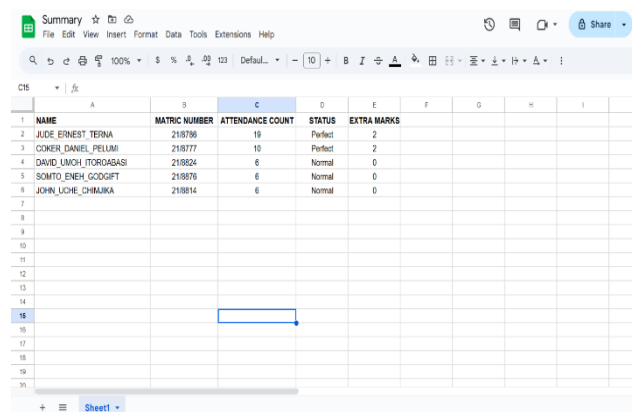 Summary
File Edit View Insert Format Data Tools Extensions Help
Share
100% $ % .0 .00 123 Defaul... - 10 + B I A
C15 fx
A B C D E F G H I
1 NAME MATRIC NUMBER ATTENDANCE COUNT STATUS EXTRA MARKS
2 JUDE_ERNEST_TERNA 21/8786 19 Perfect 2
3 COKER_DANIEL_PELUMI 21/8777 10 Perfect 2
4 DAVID_UMOH_ITOROABASI 21/8824 6 Normal 0
5 SOMTO_ENEH_GODGIFT 21/8876 6 Normal 0
6 JOHN_UCHE_CHIMJIKA 21/8814 6 Normal 0
7
8
9
10
11
12
13
14
15
16
17
18
19
20
Sheet1